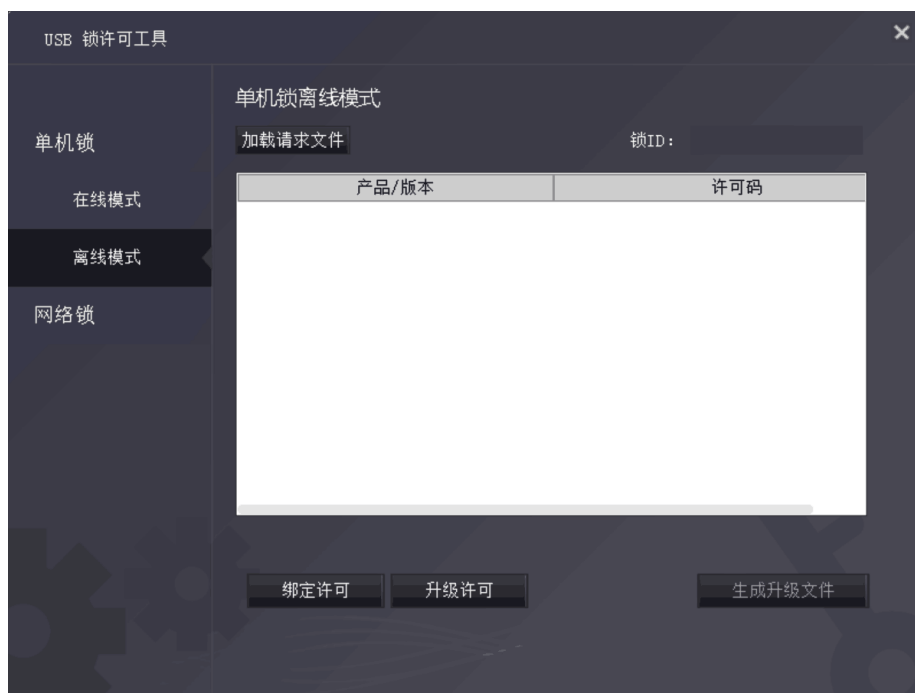 USB 锁许可工具
单机锁离线模式
加载请求文件 锁ID:
产品/版本 许可码
单机锁
在线模式
离线模式
网络锁
绑定许可 升级许可 生成升级文件